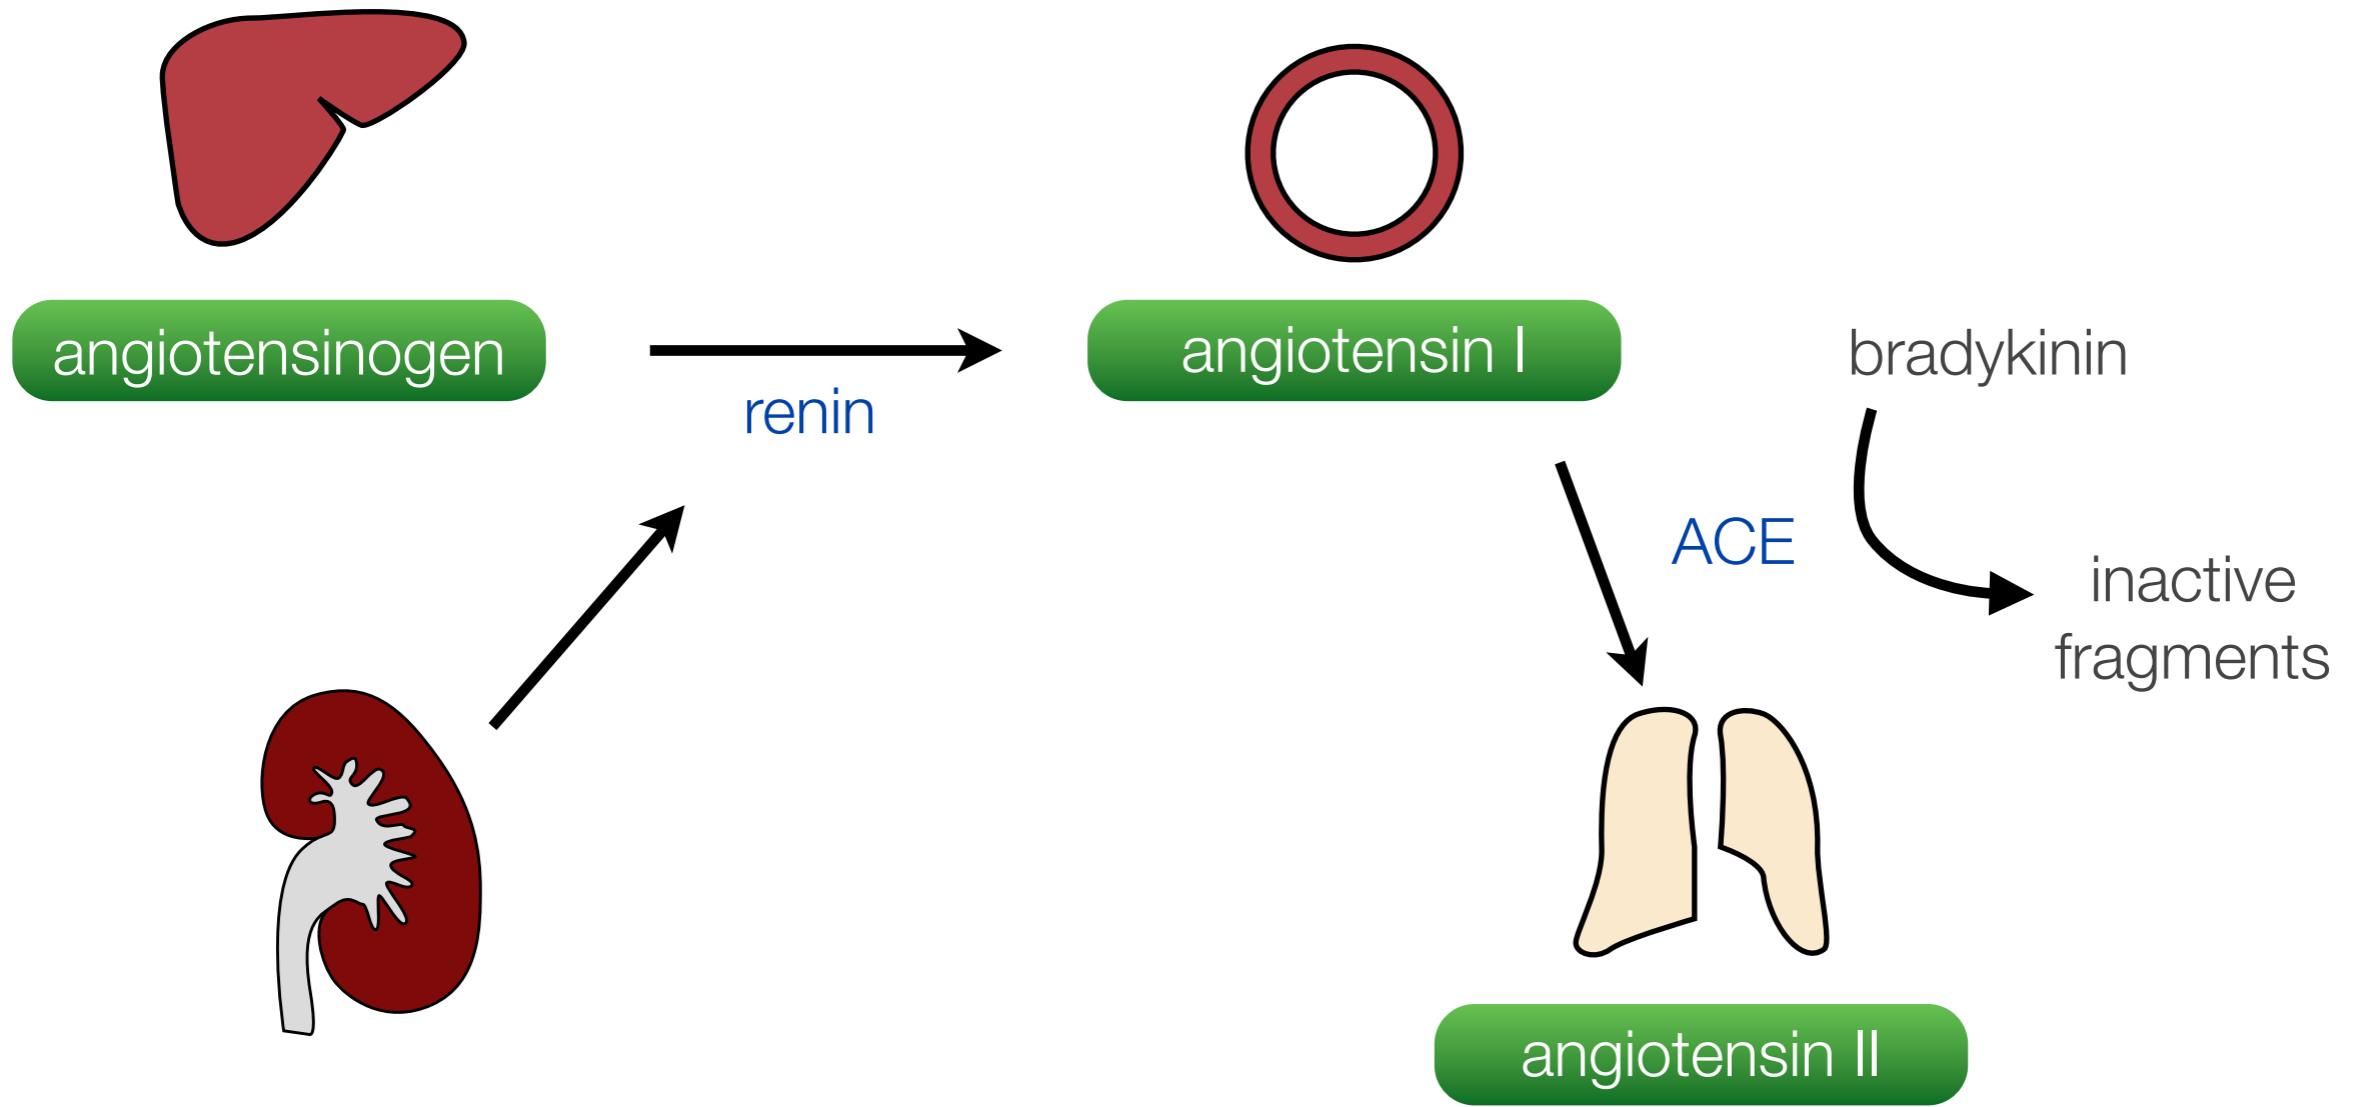 angiotensinogen
renin
angiotensin I
bradykinin
ACE
inactive
fragments
angiotensin II